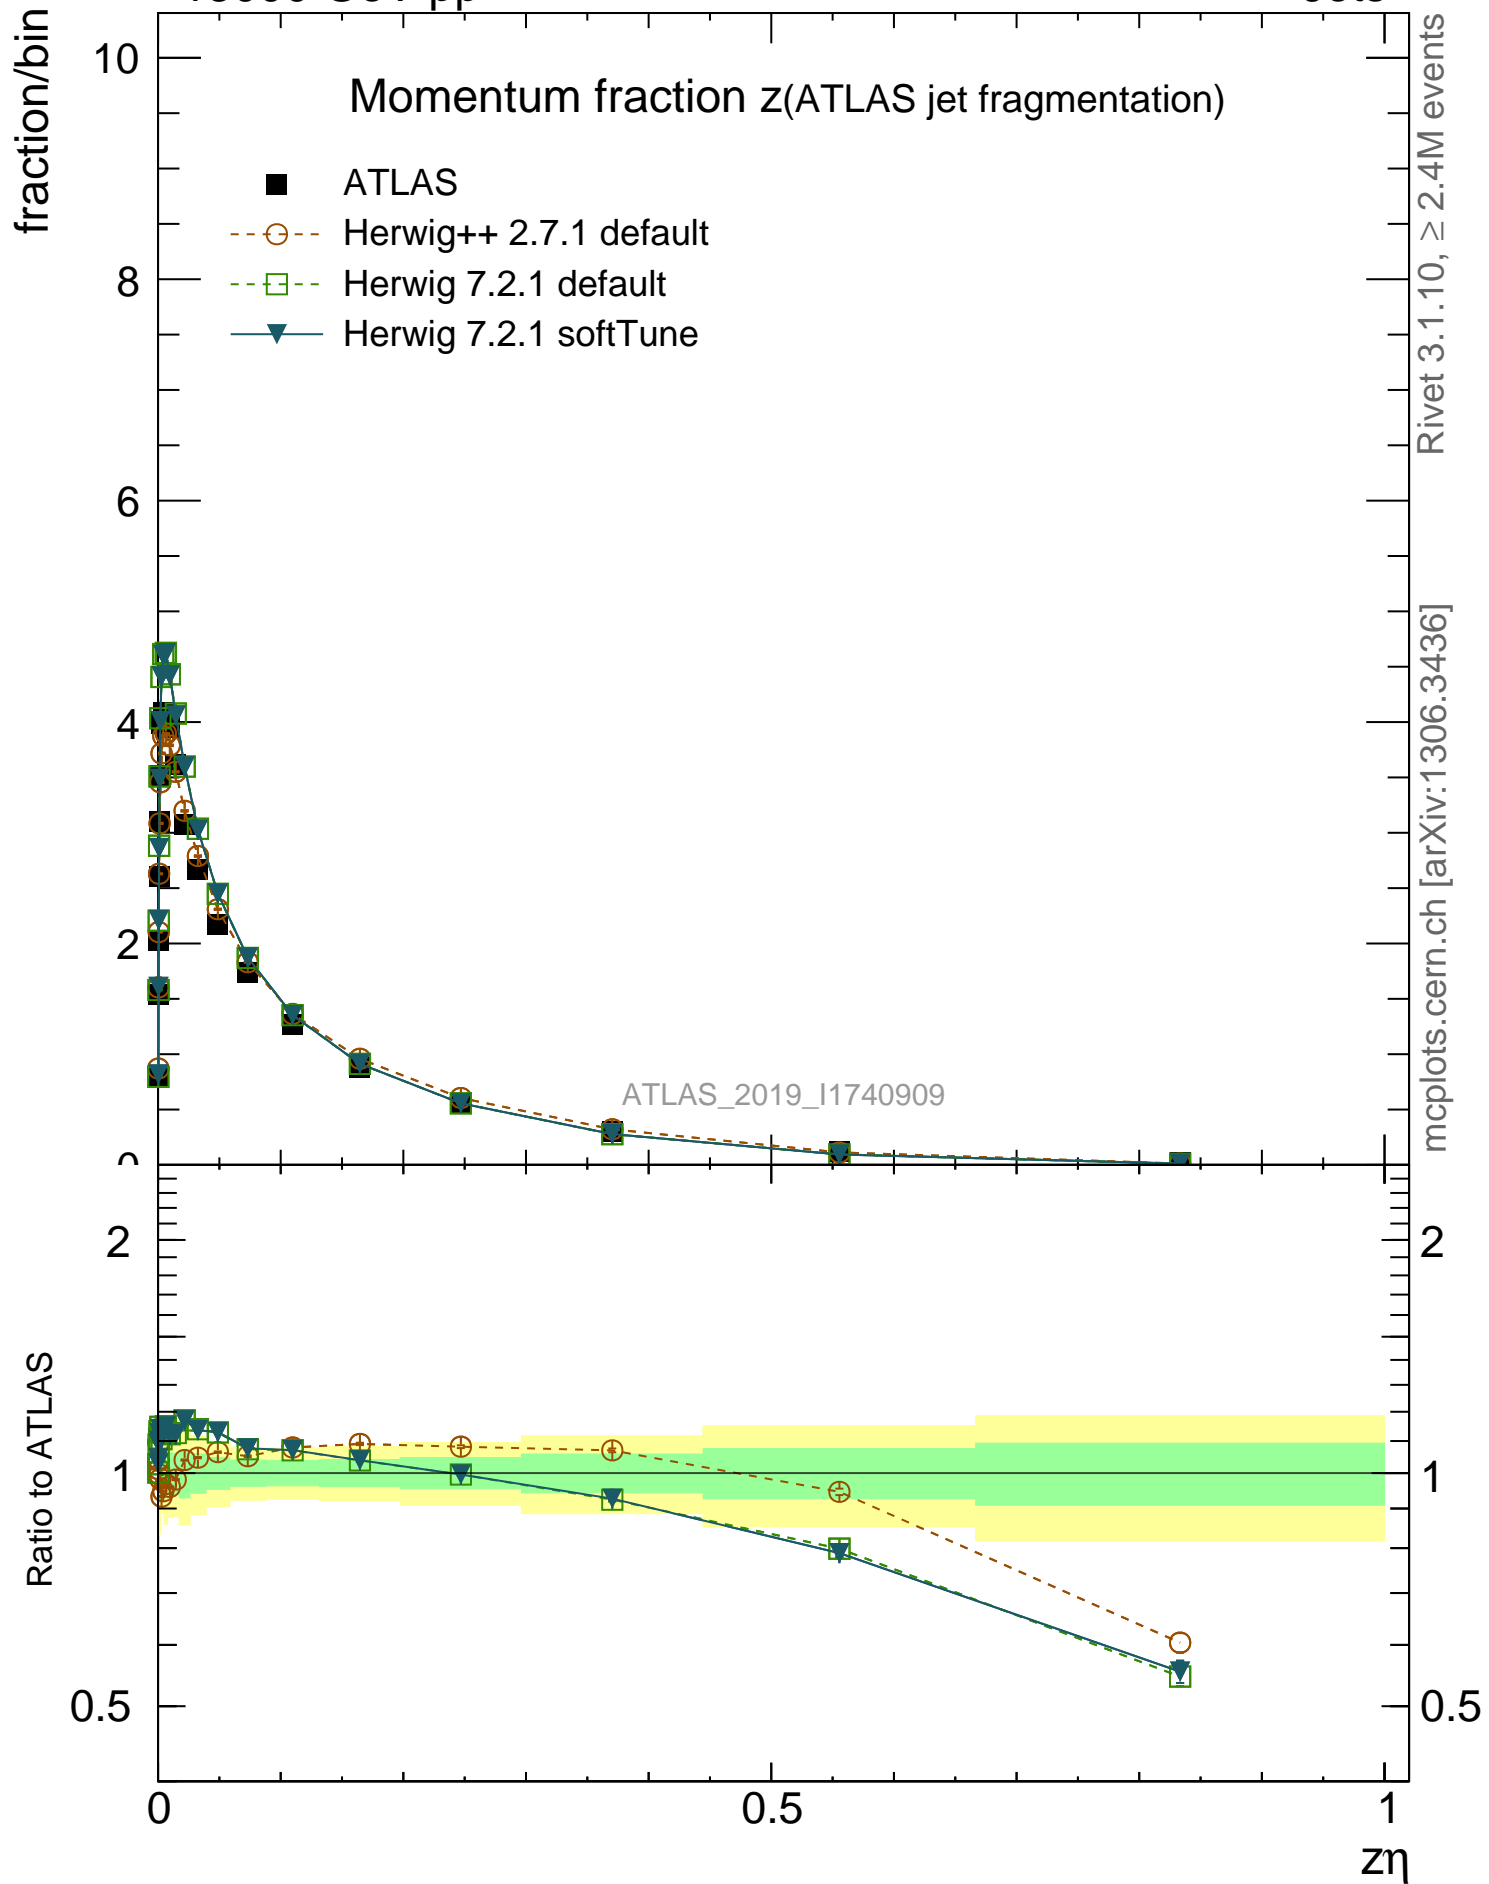 fraction/bin
Momentum fraction z(ATLAS jet fragmentation)
ATLAS
Herwig++ 2.7.1 default
Herwig 7.2.1 default
Herwig 7.2.1 softTune
10
8
6
4
2
0
ATLAS_2019_I1740909
Rivet 3.1.10, ≥ 2.4M events
mcplots.cern.ch [arXiv:1306.3436]
Ratio to ATLAS
2
1
0.5
2
1
0.5
0
0.5
1
zη